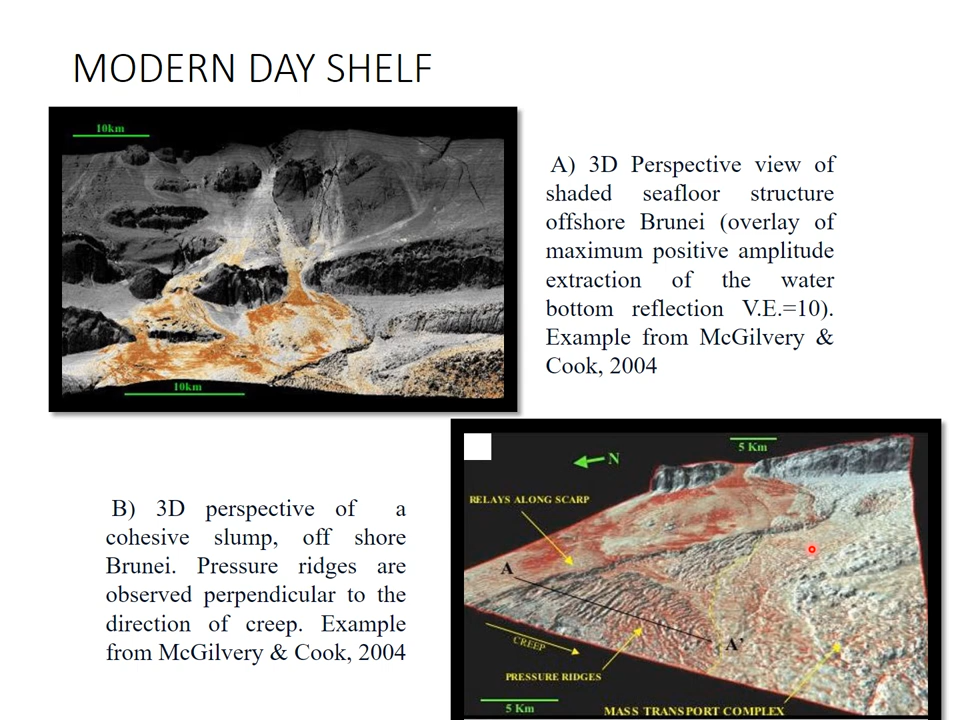 MODERN DAY SHELF
10km
10km
A) 3D Perspective view of
shaded seafloor structure
offshore Brunei (overlay of
maximum positive amplitude
extraction of the water
bottom reflection V.E.=10).
Example from McGilvery &
Cook, 2004
B) 3D perspective of a
cohesive slump, off shore
Brunei. Pressure ridges are
observed perpendicular to the
direction of creep. Example
from McGilvery & Cook, 2004
5 Km
N
RELAYS ALONG SCARP
A
A'
CREEP
PRESSURE RIDGES
5 Km
MASS TRANSPORT COMPLEX